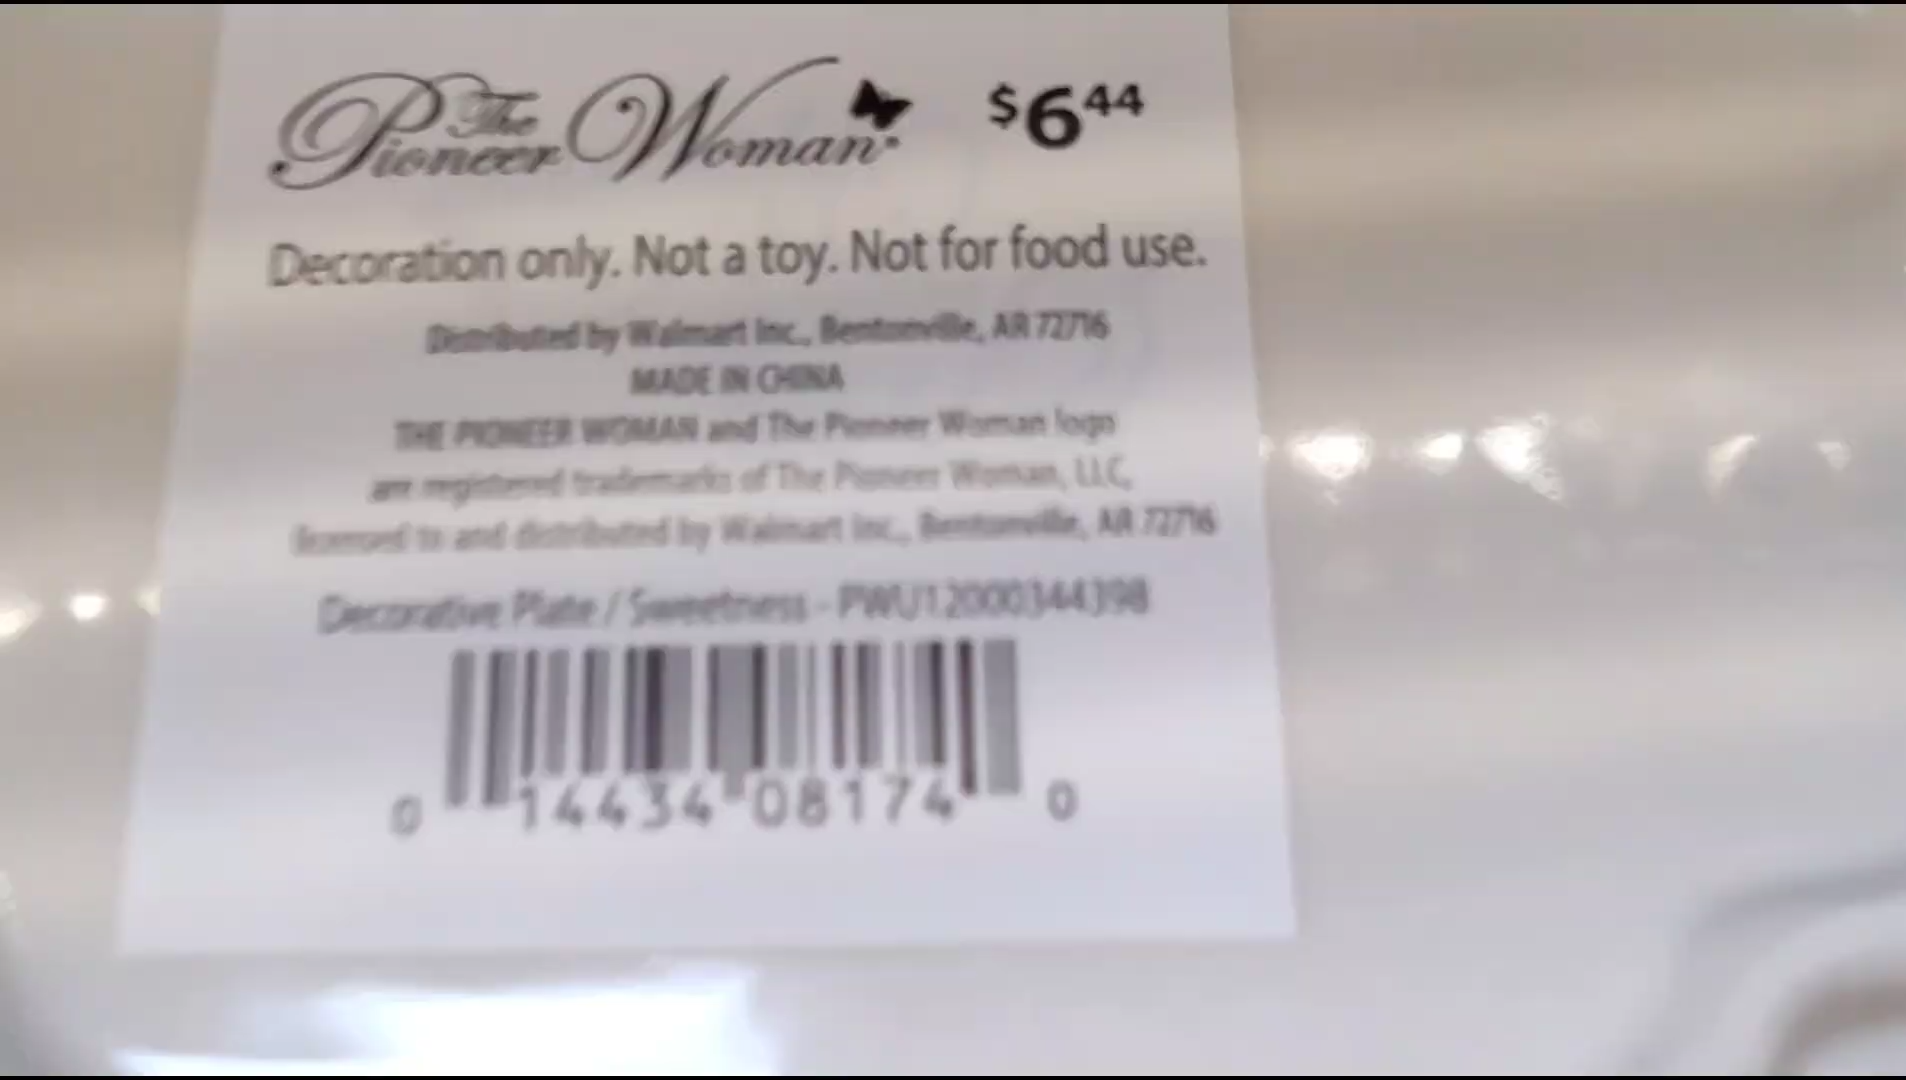 The Pioneer Woman $6.44
Decoration only. Not a toy. Not for food use.
Distributed by Walmart Inc., Bentonville, AR 72716
MADE IN CHINA
THE PIONEER WOMAN and The Pioneer Woman logo
are registered trademarks of The Pioneer Woman, LLC,
licensed to and distributed by Walmart Inc., Bentonville, AR 72716
Decorative Plate / Sweetness - PWU12000344398
0 14434 08174 0